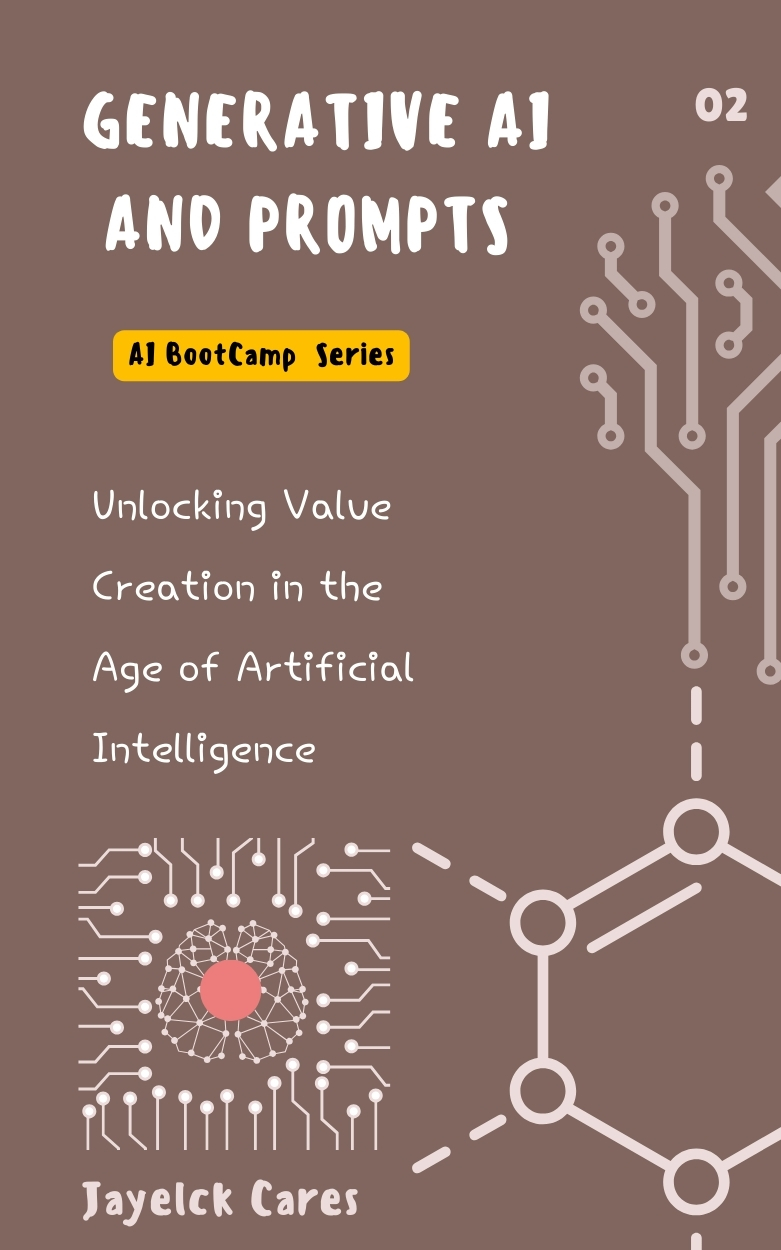 GENERATIVE AI
02
AND PROMPTS
AI BootCamp Series
Unlocking Value
Creation in the
Age of Artificial
Intelligence
Jayelck Cares